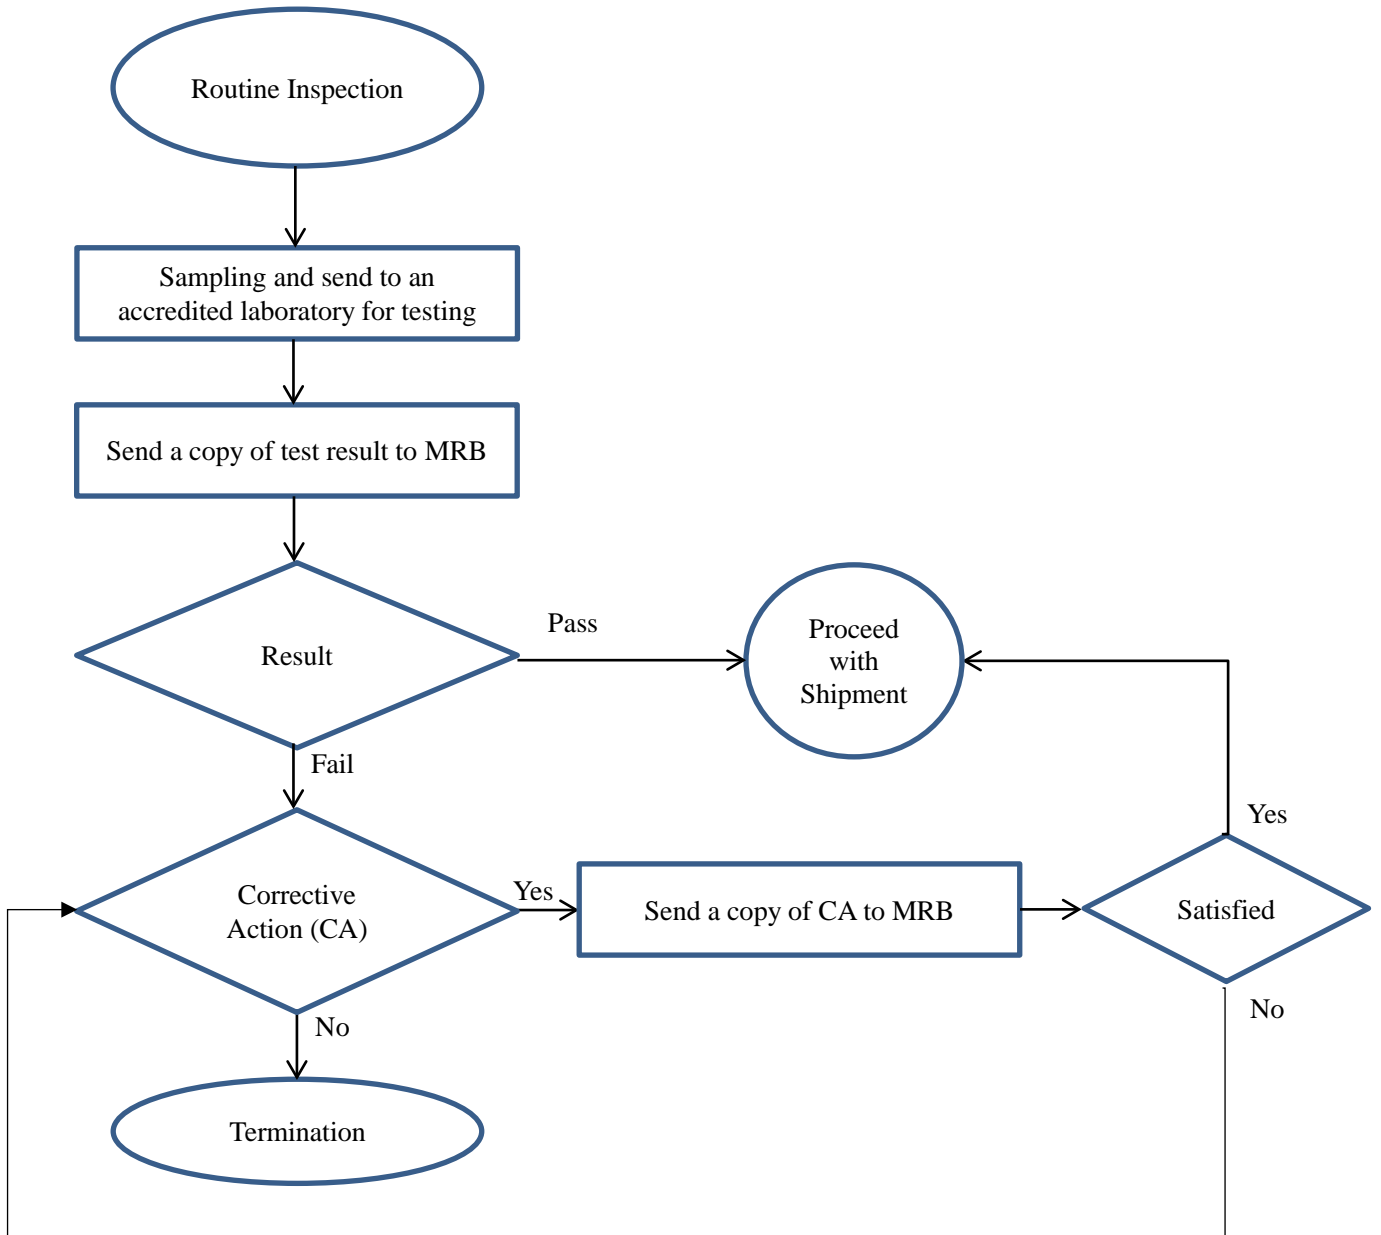 Routine Inspection
Sampling and send to an
accredited laboratory for testing
Send a copy of test result to MRB
Result
Pass
Proceed
with
Shipment
Fail
Corrective
Action (CA)
Yes
Send a copy of CA to MRB
Satisfied
Yes
No
No
Termination